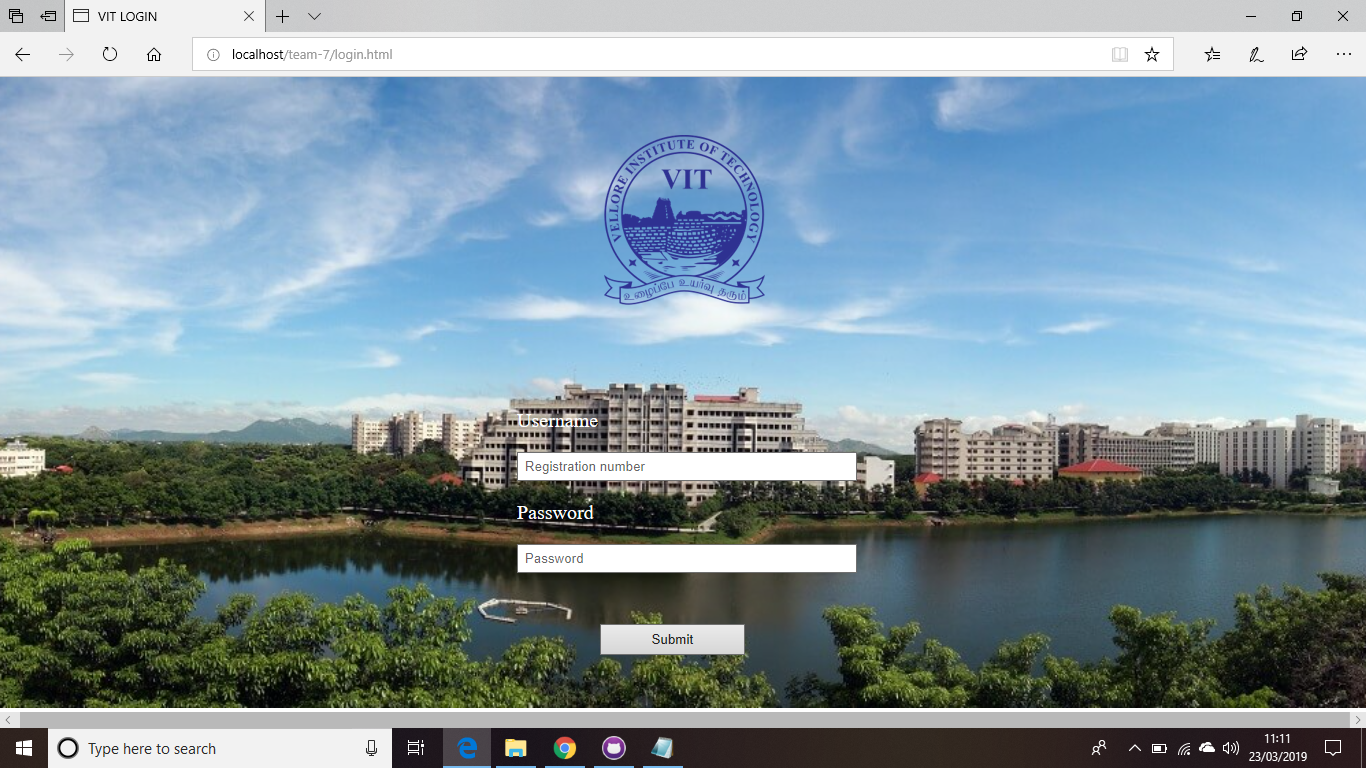 VIT LOGIN
localhost/team-7/login.html
VELLORE INSTITUTE OF TECHNOLOGY
VIT
உழைப்பே உயர்வு தரும்
Username
Registration number
Password
Password
Submit
Type here to search
11:11
23/03/2019